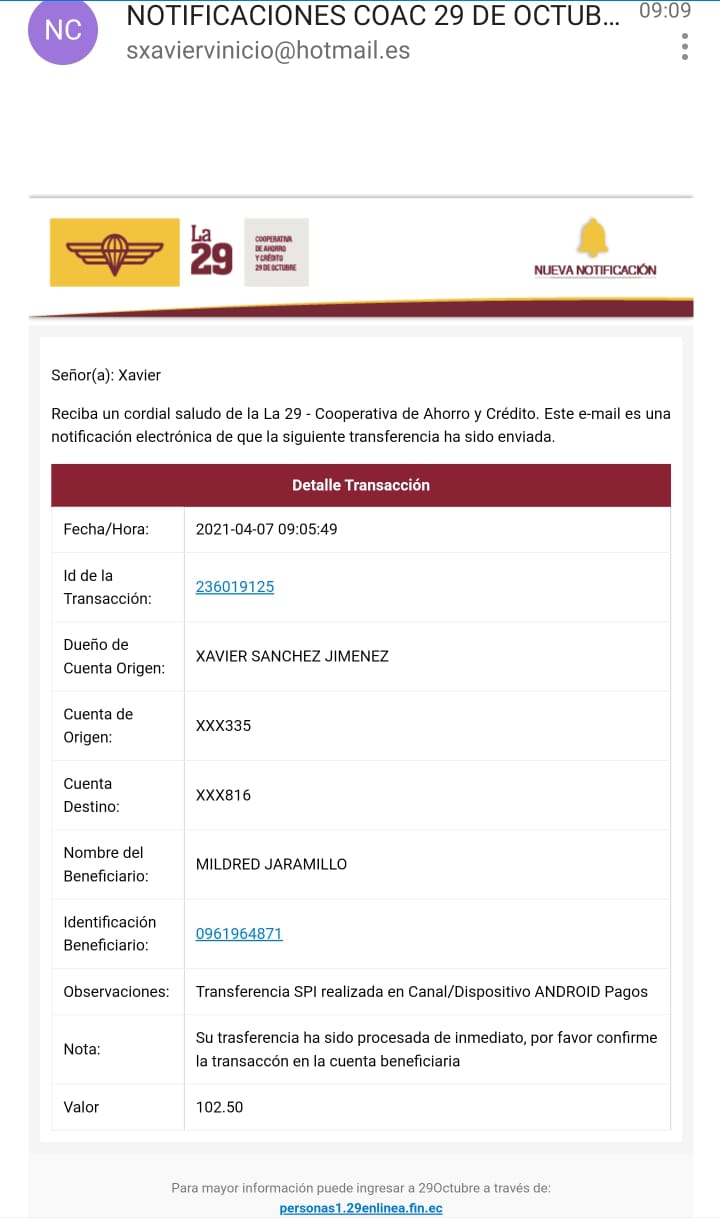 NC
NOTIFICACIONES COAC 29 DE OCTUB...
09:09
sxaviervinicio@hotmail.es
La
29
COOPERATIVA
DE AHORRO
Y CRÉDITO
29 DE OCTUBRE
NUEVA NOTIFICACIÓN
Señor(a): Xavier
Reciba un cordial saludo de la La 29 - Cooperativa de Ahorro y Crédito. Este e-mail es una
notificación electrónica de que la siguiente transferencia ha sido enviada.
Detalle Transacción
Fecha/Hora: 2021-04-07 09:05:49
Id de la
Transacción:
236019125
Dueño de
Cuenta Origen:
XAVIER SANCHEZ JIMENEZ
Cuenta de
Origen:
XXX335
Cuenta
Destino:
XXX816
Nombre del
Beneficiario:
MILDRED JARAMILLO
Identificación
Beneficiario:
0961964871
Observaciones: Transferencia SPI realizada en Canal/Dispositivo ANDROID Pagos
Nota:
Su trasferencia ha sido procesada de inmediato, por favor confirme
la transaccón en la cuenta beneficiaria
Valor 102.50
Para mayor información puede ingresar a 29Octubre a través de:
personas1.29enlinea.fin.ec